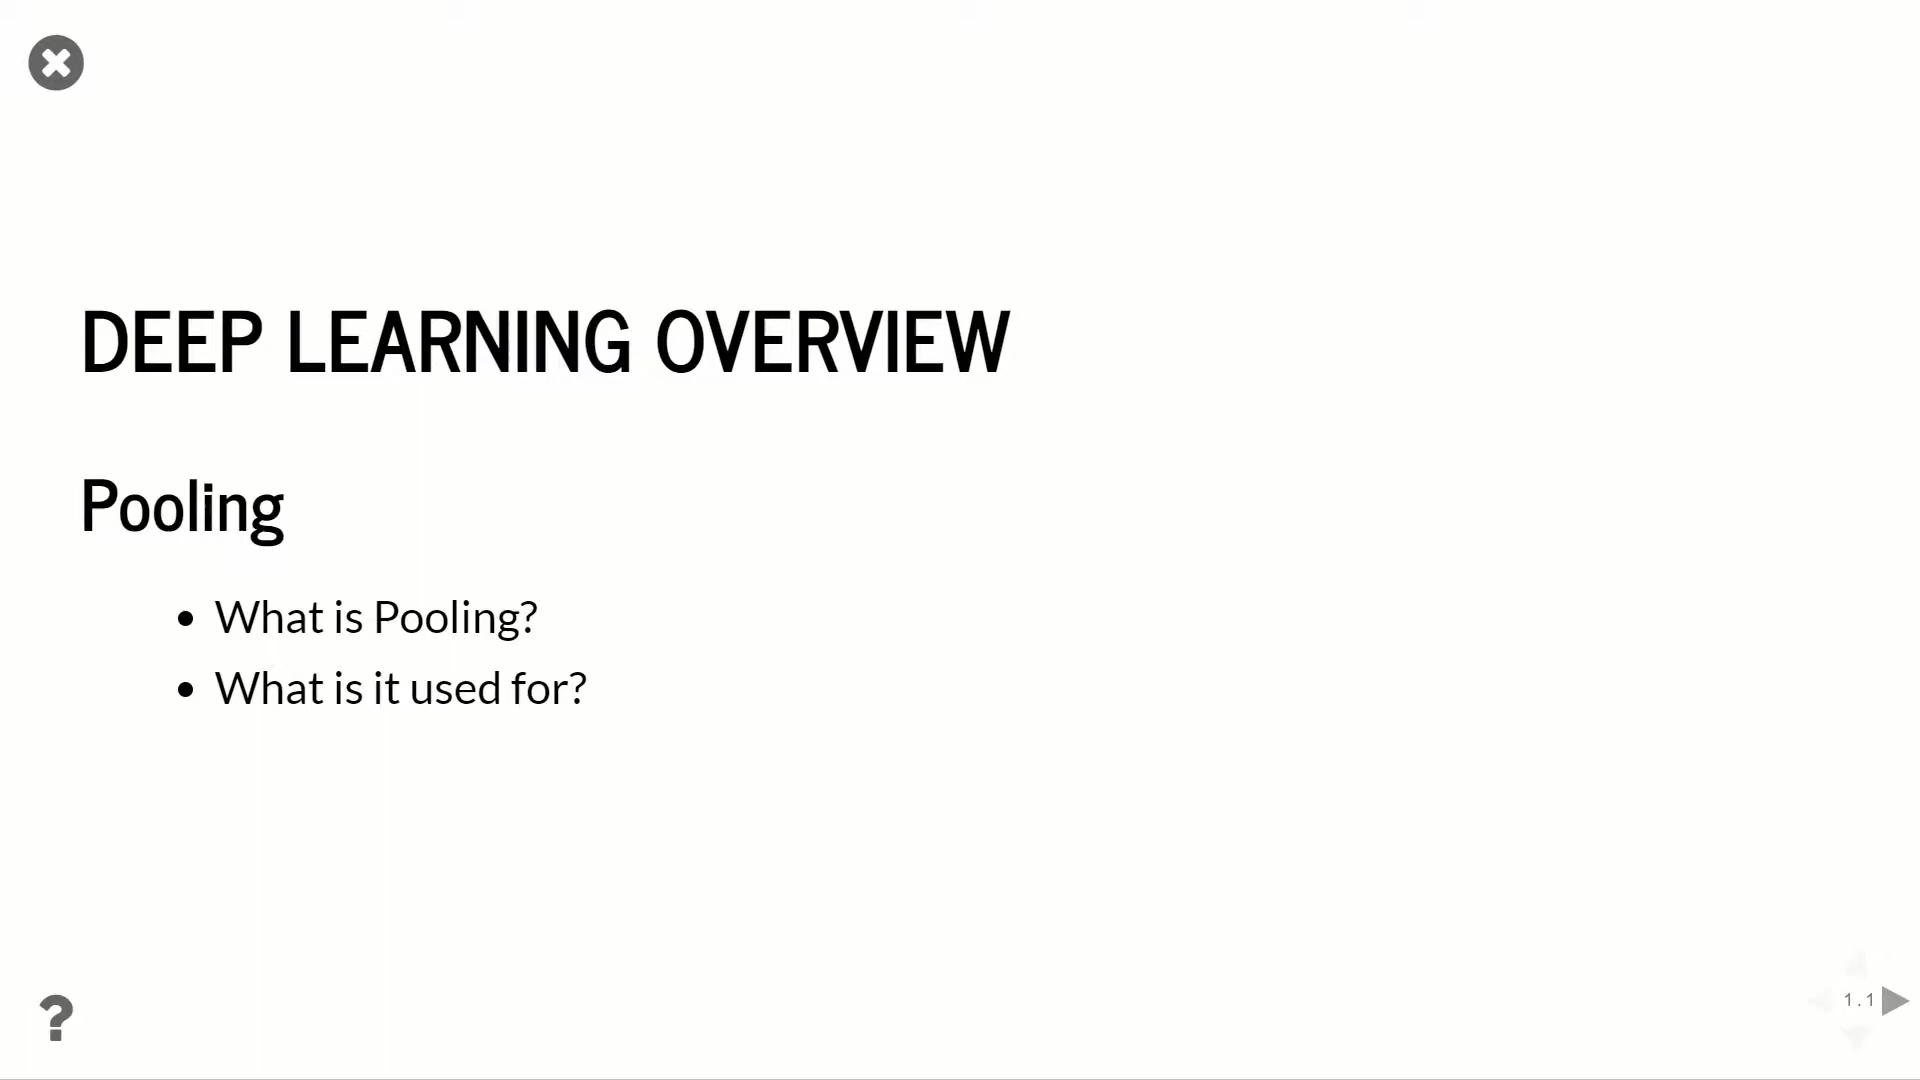 DEEP LEARNING OVERVIEW
Pooling
• What is Pooling?
• What is it used for?
?
1.1